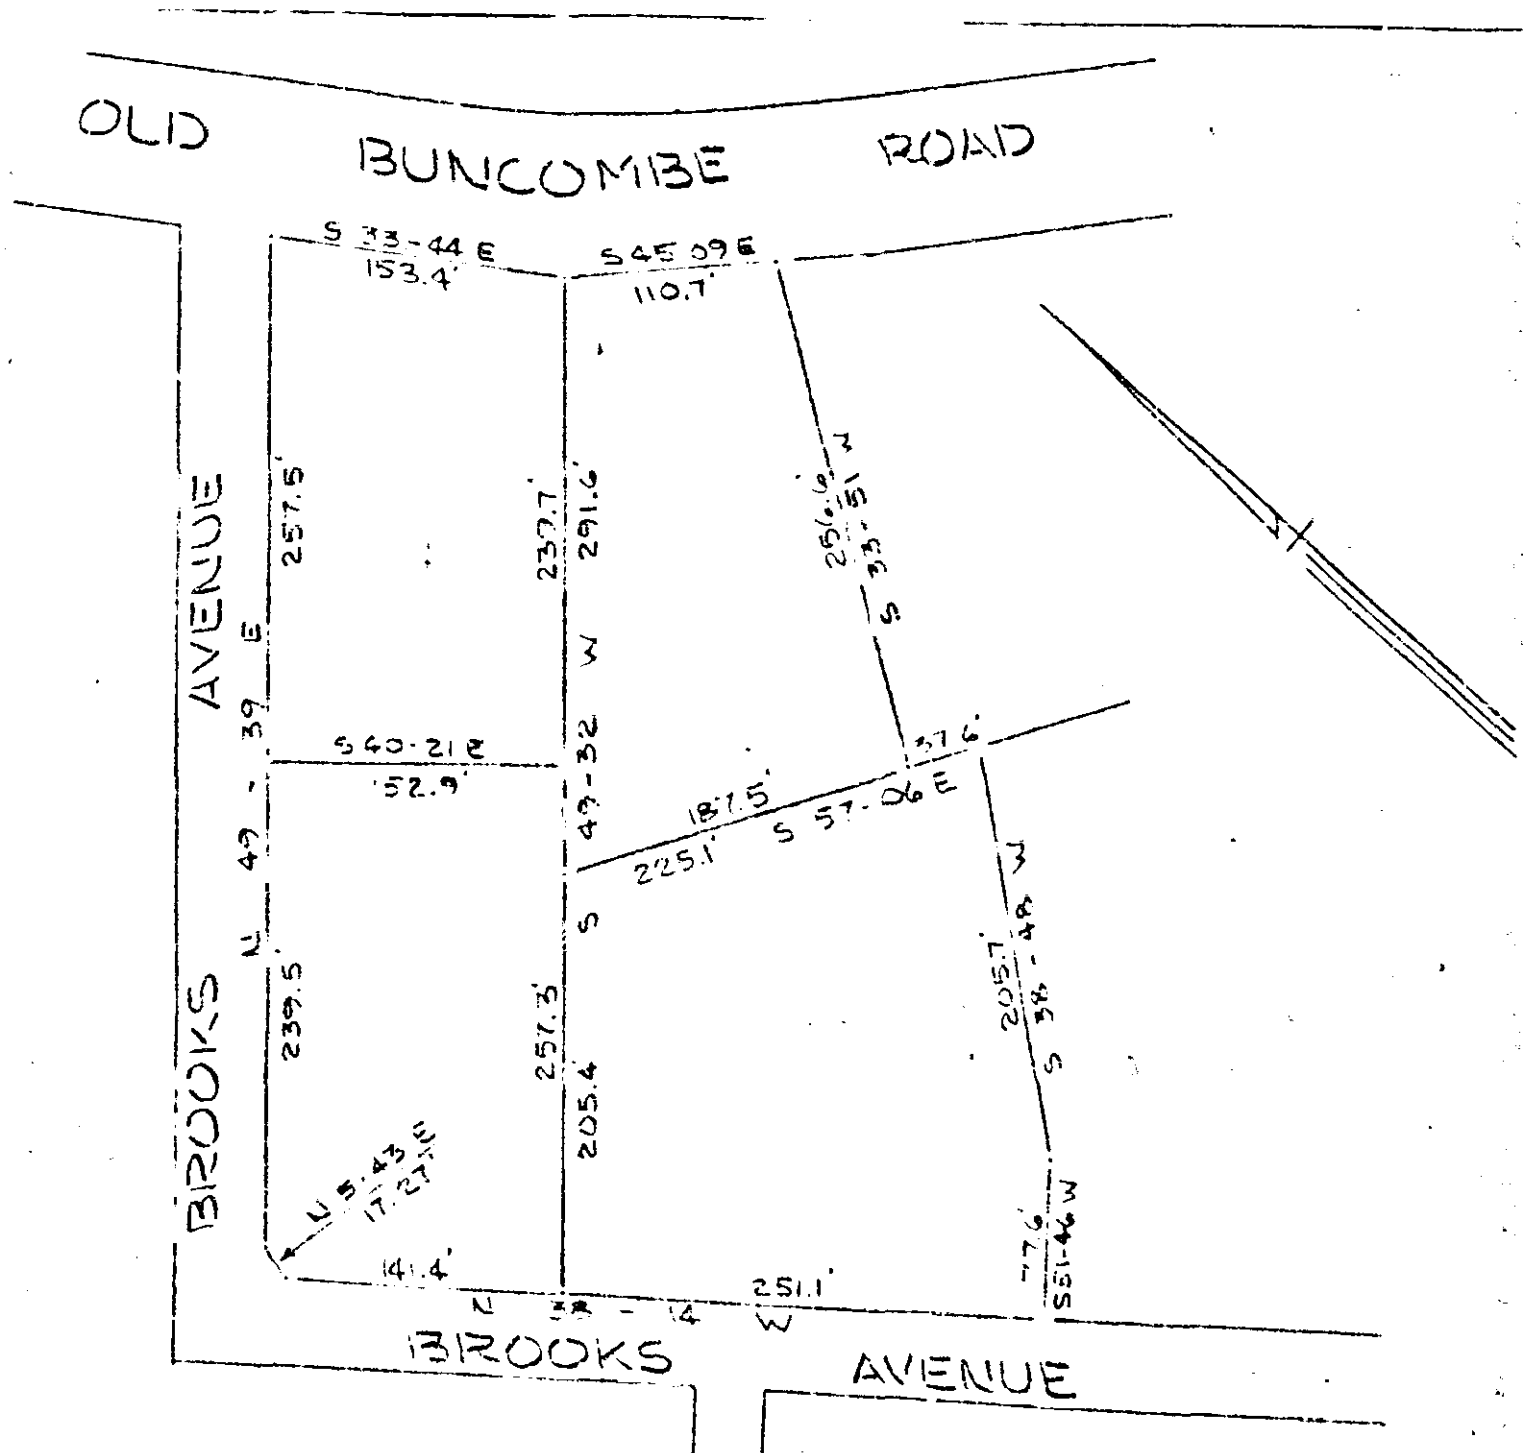 OLD BUNCOMBE ROAD
S 33-44 E
153.4'
S 45 09 E
110.7'
257.5'
237.7'
291.6'
256.6'
S 33-51 W
AVENUE
N 49 - 39 E
S 40-21 E
52.9'
S 49-32 W
37.6'
187.5'
S 57-06 E
225.1'
205.7'
S 38-48 W
239.5'
257.3'
205.4'
BROOKS
N 5-43 E
141.4'
251.1'
77.6'
S51-46 W
N 38 - 14 W
BROOKS AVENUE